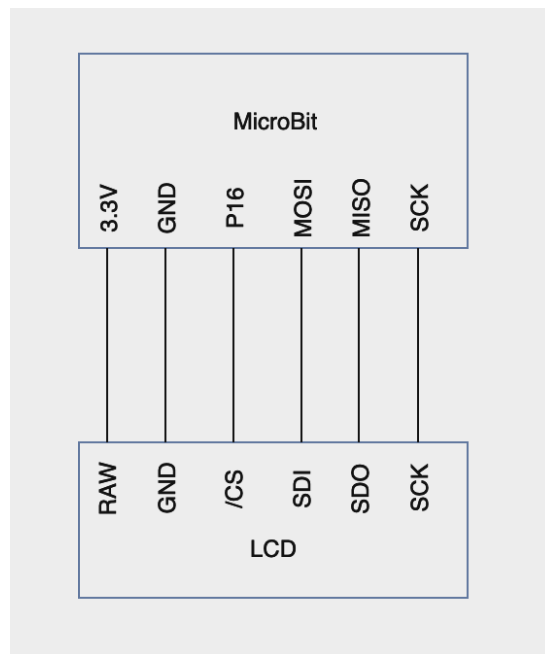 MicroBit
3.3V GND P16 MOSI MISO SCK
RAW GND /CS SDI SDO SCK
LCD